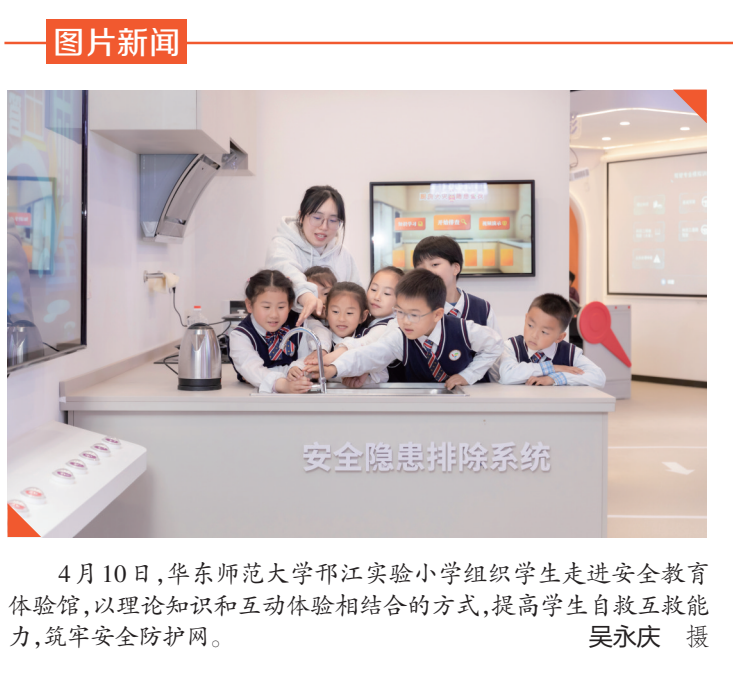 图片新闻
安全隐患排除系统
4月10日,华东师范大学邗江实验小学组织学生走进安全教育
体验馆,以理论知识和互动体验相结合的方式,提高学生自救互救能
力,筑牢安全防护网。 吴永庆 摄